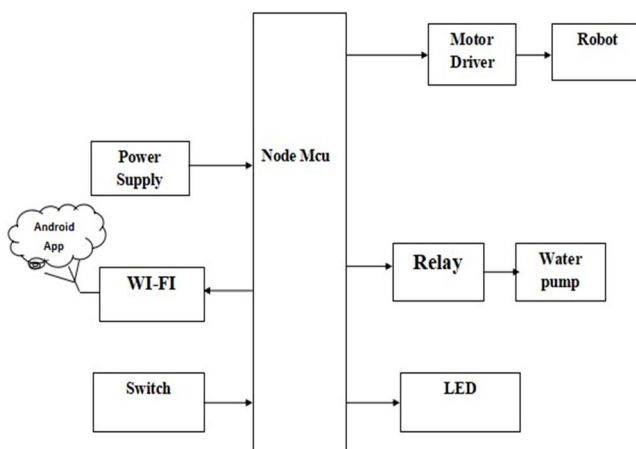 Motor
Driver
Robot
Node Mcu
Power
Supply
Android
App
WI-FI
Relay
Water
pump
Switch
LED